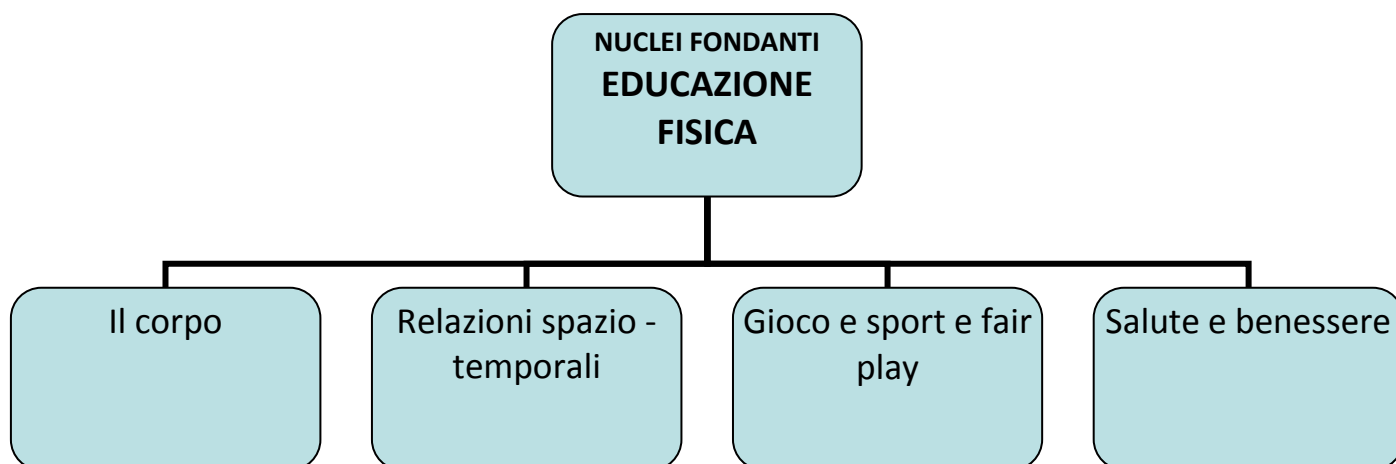 NUCLEI FONDANTI
EDUCAZIONE
FISICA
Il corpo
Relazioni spazio -
temporali
Gioco e sport e fair
play
Salute e benessere